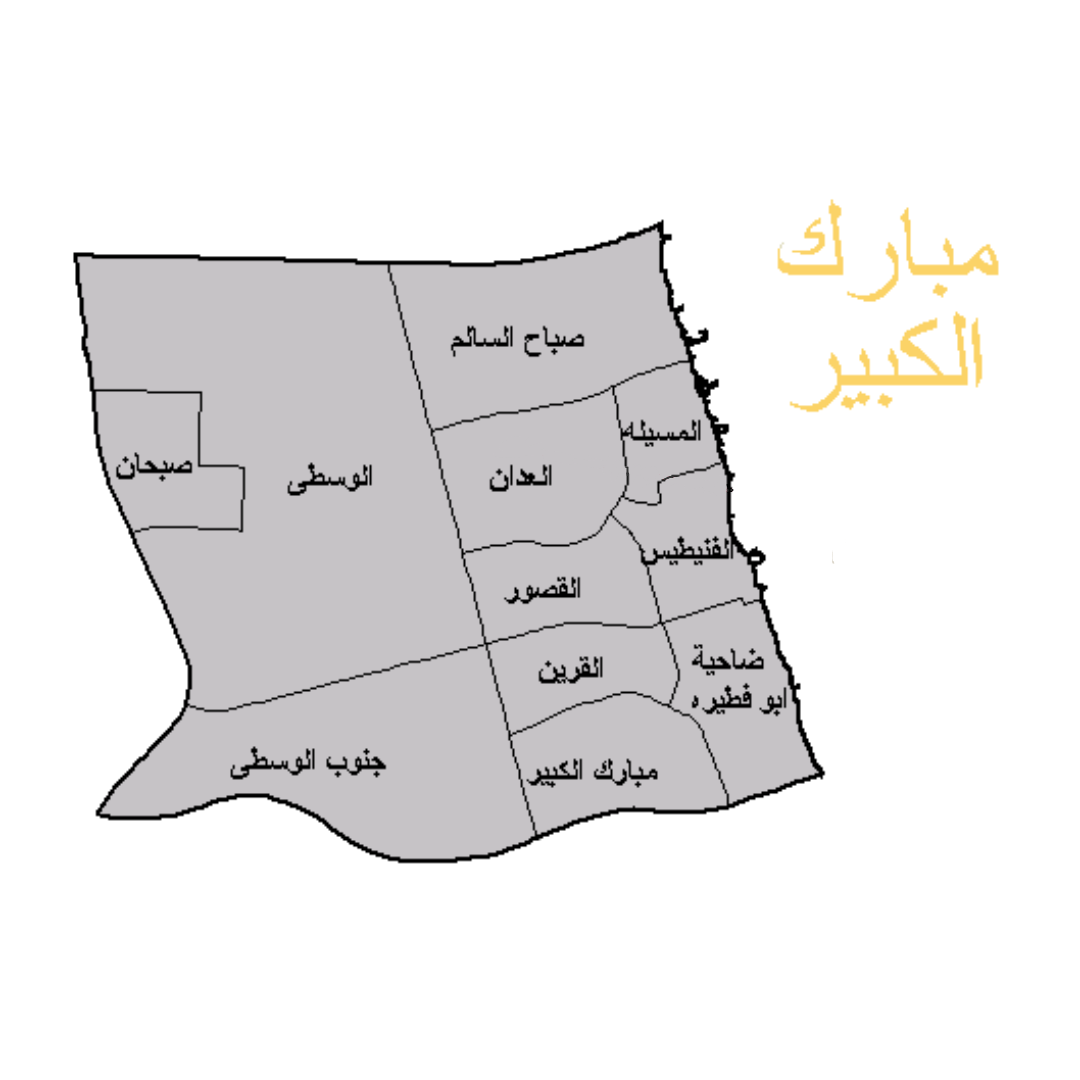 مبارك
الكبير
صباح السالم
المسيله
صبحان
الوسطى
العدان
الفنيطيس
القصور
القرين
ضاحية
ابو فطيره
جنوب الوسطى
مبارك الكبير